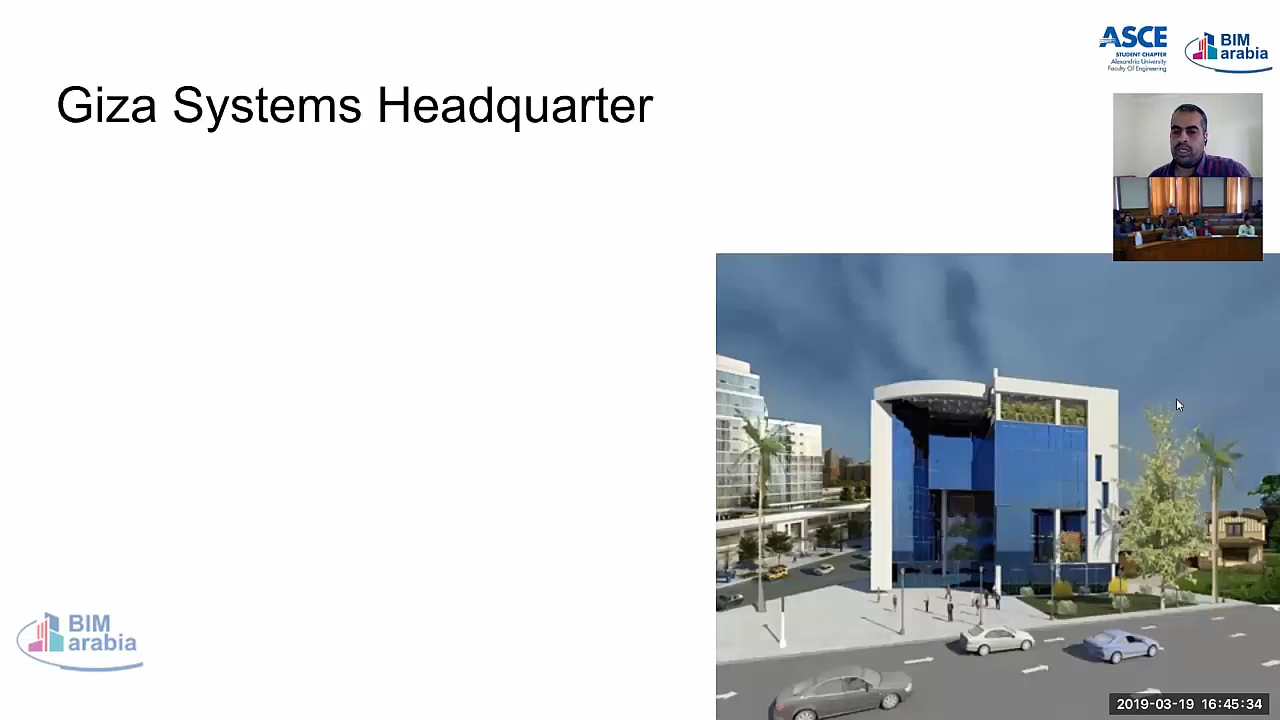 ASCE
STUDENT CHAPTER
Alexandria University
Faculty Of Engineering
BIM
arabia
Giza Systems Headquarter
BIM
arabia
2019-03-19 16:45:34